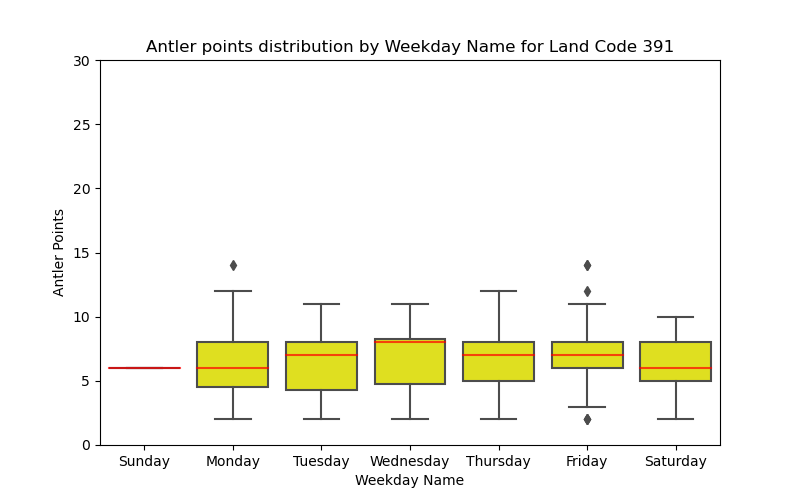 Antler points distribution by Weekday Name for Land Code 391
Antler Points
30
25
20
15
10
5
0
Sunday Monday Tuesday Wednesday Thursday Friday Saturday
Weekday Name